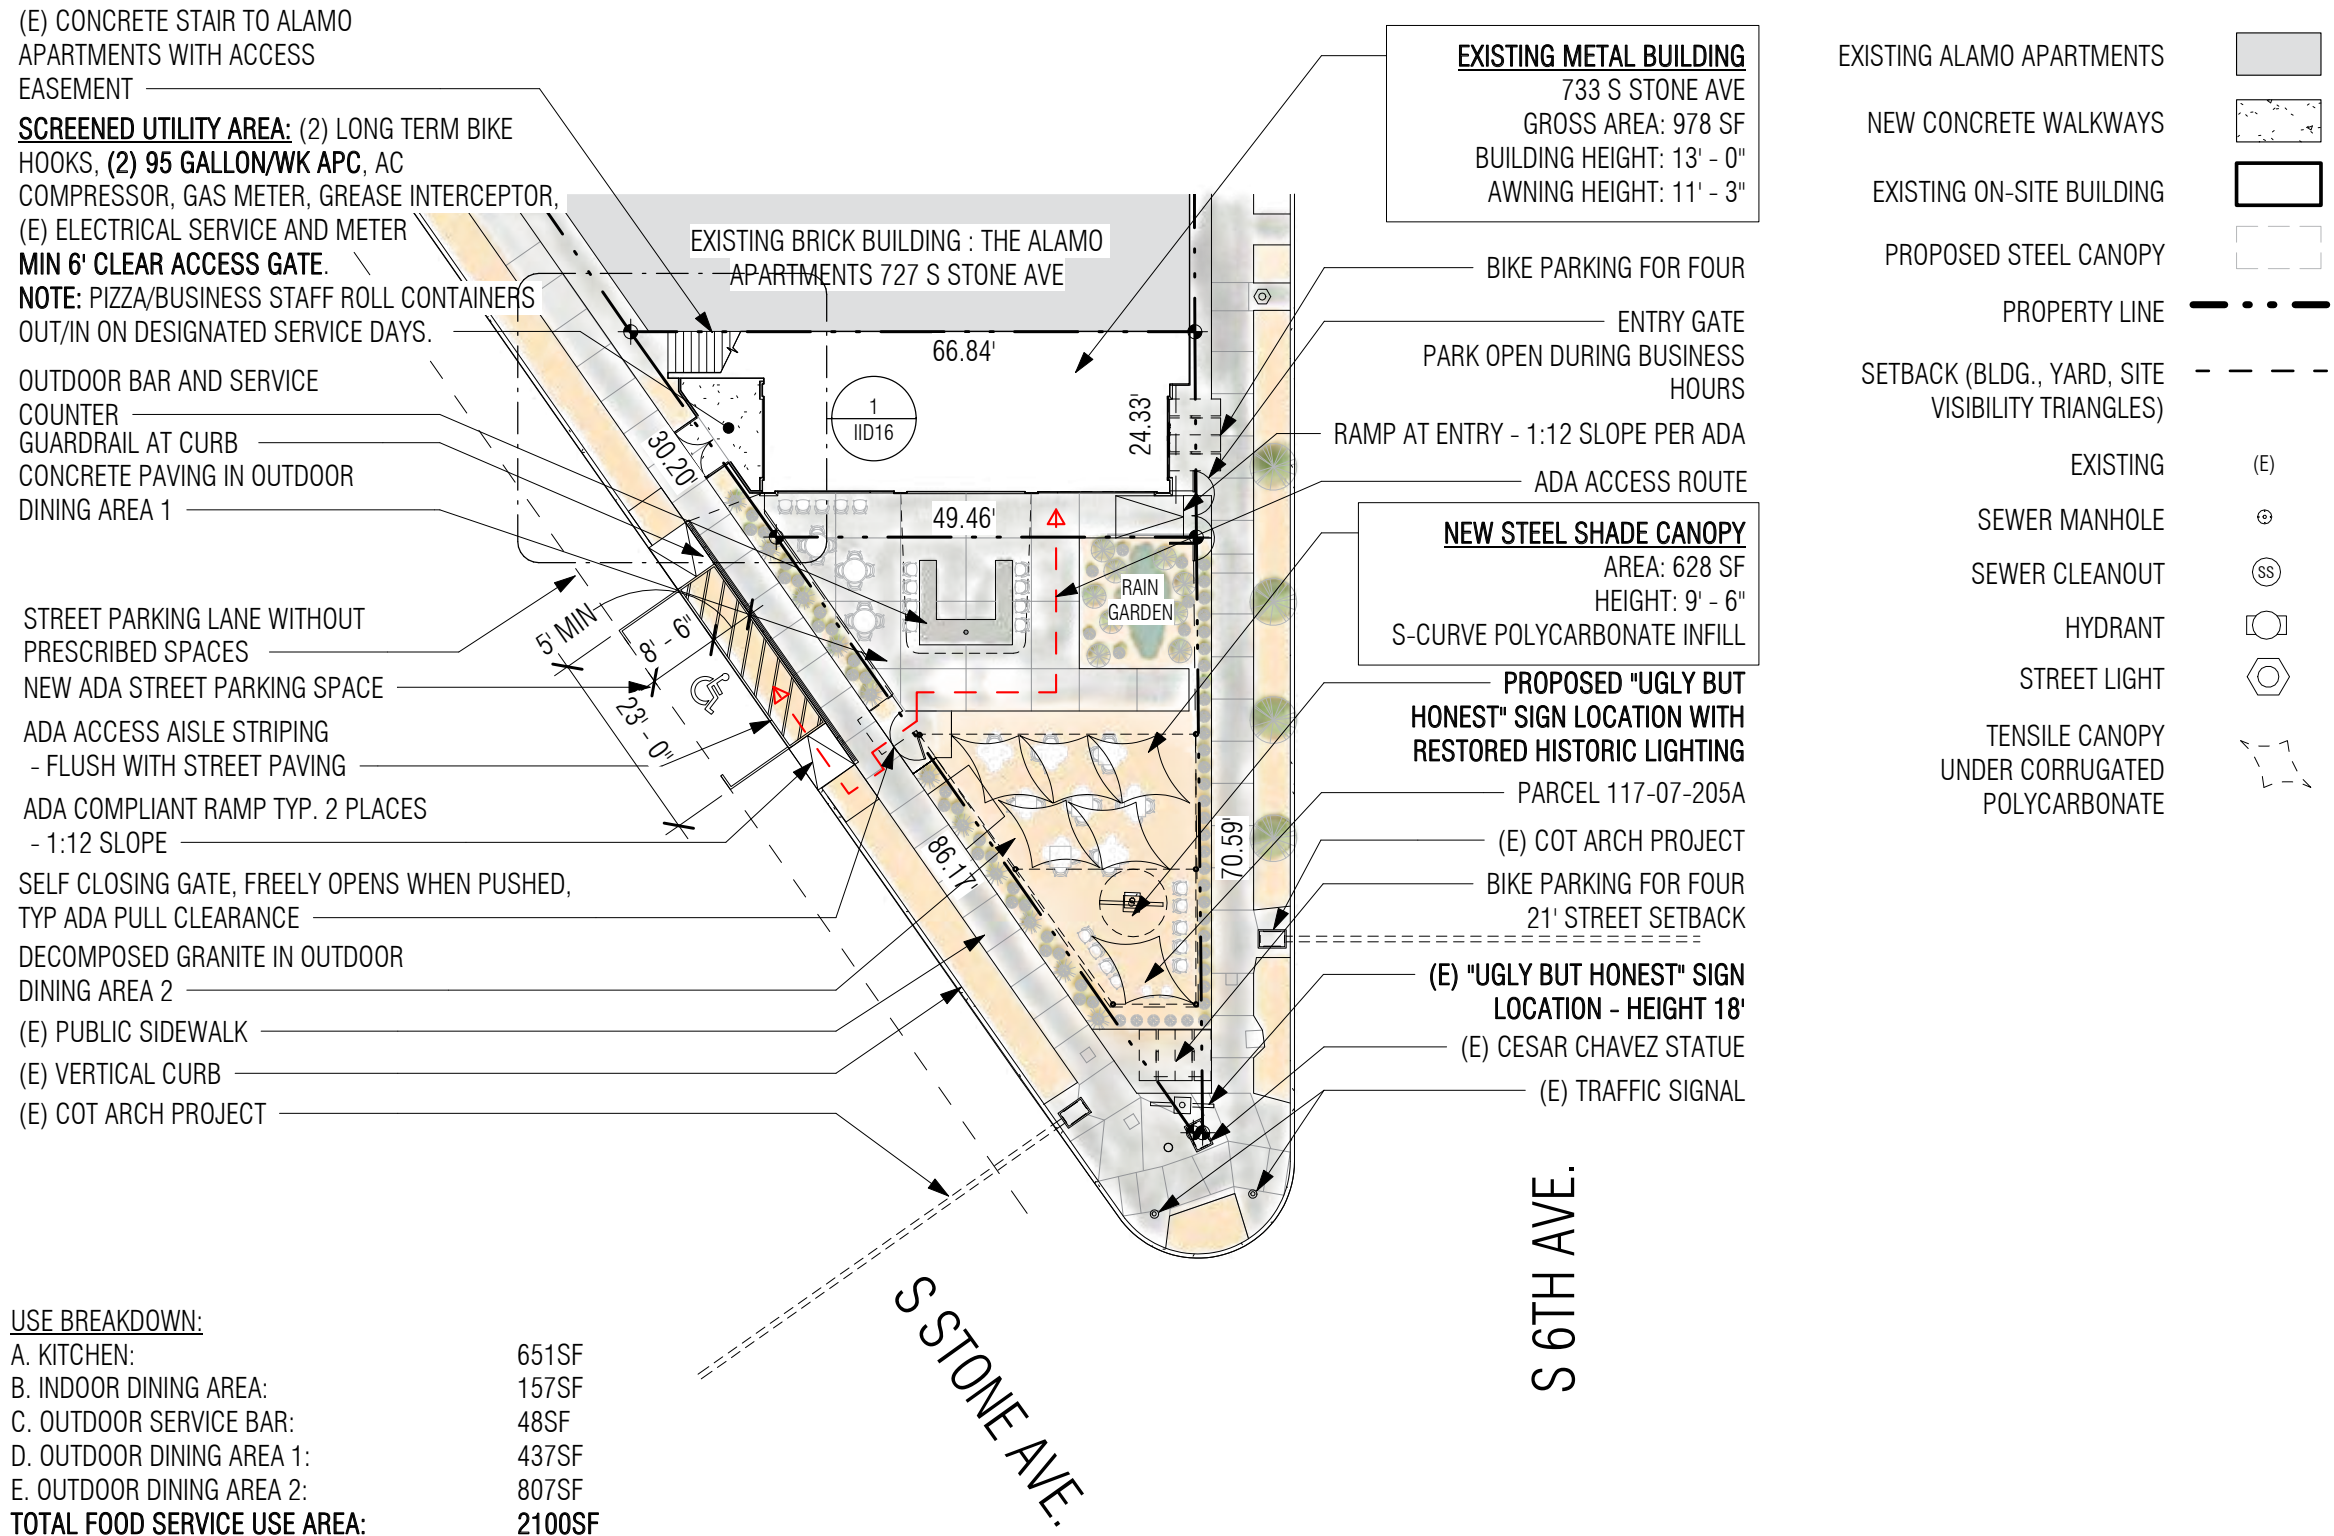 (E) CONCRETE STAIR TO ALAMO
APARTMENTS WITH ACCESS
EASEMENT
SCREENED UTILITY AREA: (2) LONG TERM BIKE
HOOKS, (2) 95 GALLON/WK APC, AC
COMPRESSOR, GAS METER, GREASE INTERCEPTOR,
(E) ELECTRICAL SERVICE AND METER
MIN 6' CLEAR ACCESS GATE.
NOTE: PIZZA/BUSINESS STAFF ROLL CONTAINERS
OUT/IN ON DESIGNATED SERVICE DAYS.
OUTDOOR BAR AND SERVICE
COUNTER
GUARDRAIL AT CURB
CONCRETE PAVING IN OUTDOOR
DINING AREA 1
STREET PARKING LANE WITHOUT
PRESCRIBED SPACES
NEW ADA STREET PARKING SPACE
ADA ACCESS AISLE STRIPING
- FLUSH WITH STREET PAVING
ADA COMPLIANT RAMP TYP. 2 PLACES
- 1:12 SLOPE
SELF CLOSING GATE, FREELY OPENS WHEN PUSHED,
TYP ADA PULL CLEARANCE
DECOMPOSED GRANITE IN OUTDOOR
DINING AREA 2
(E) PUBLIC SIDEWALK
(E) VERTICAL CURB
(E) COT ARCH PROJECT
EXISTING BRICK BUILDING : THE ALAMO
APARTMENTS 727 S STONE AVE
66.84'
1
IID16
24.33'
30.20'
49.46'
RAIN
GARDEN
5' MIN
8' - 6"
23' - 0"
86.17'
70.59'
EXISTING METAL BUILDING
733 S STONE AVE
GROSS AREA: 978 SF
BUILDING HEIGHT: 13' - 0"
AWNING HEIGHT: 11' - 3"
BIKE PARKING FOR FOUR
ENTRY GATE
PARK OPEN DURING BUSINESS
HOURS
RAMP AT ENTRY - 1:12 SLOPE PER ADA
ADA ACCESS ROUTE
NEW STEEL SHADE CANOPY
AREA: 628 SF
HEIGHT: 9' - 6"
S-CURVE POLYCARBONATE INFILL
PROPOSED "UGLY BUT
HONEST" SIGN LOCATION WITH
RESTORED HISTORIC LIGHTING
PARCEL 117-07-205A
(E) COT ARCH PROJECT
BIKE PARKING FOR FOUR
21' STREET SETBACK
(E) "UGLY BUT HONEST" SIGN
LOCATION - HEIGHT 18'
(E) CESAR CHAVEZ STATUE
(E) TRAFFIC SIGNAL
S STONE AVE.
S 6TH AVE.
EXISTING ALAMO APARTMENTS
NEW CONCRETE WALKWAYS
EXISTING ON-SITE BUILDING
PROPOSED STEEL CANOPY
PROPERTY LINE
SETBACK (BLDG., YARD, SITE
VISIBILITY TRIANGLES)
EXISTING (E)
SEWER MANHOLE
SEWER CLEANOUT SS
HYDRANT
STREET LIGHT
TENSILE CANOPY
UNDER CORRUGATED
POLYCARBONATE
USE BREAKDOWN:
A. KITCHEN: 651SF
B. INDOOR DINING AREA: 157SF
C. OUTDOOR SERVICE BAR: 48SF
D. OUTDOOR DINING AREA 1: 437SF
E. OUTDOOR DINING AREA 2: 807SF
TOTAL FOOD SERVICE USE AREA: 2100SF